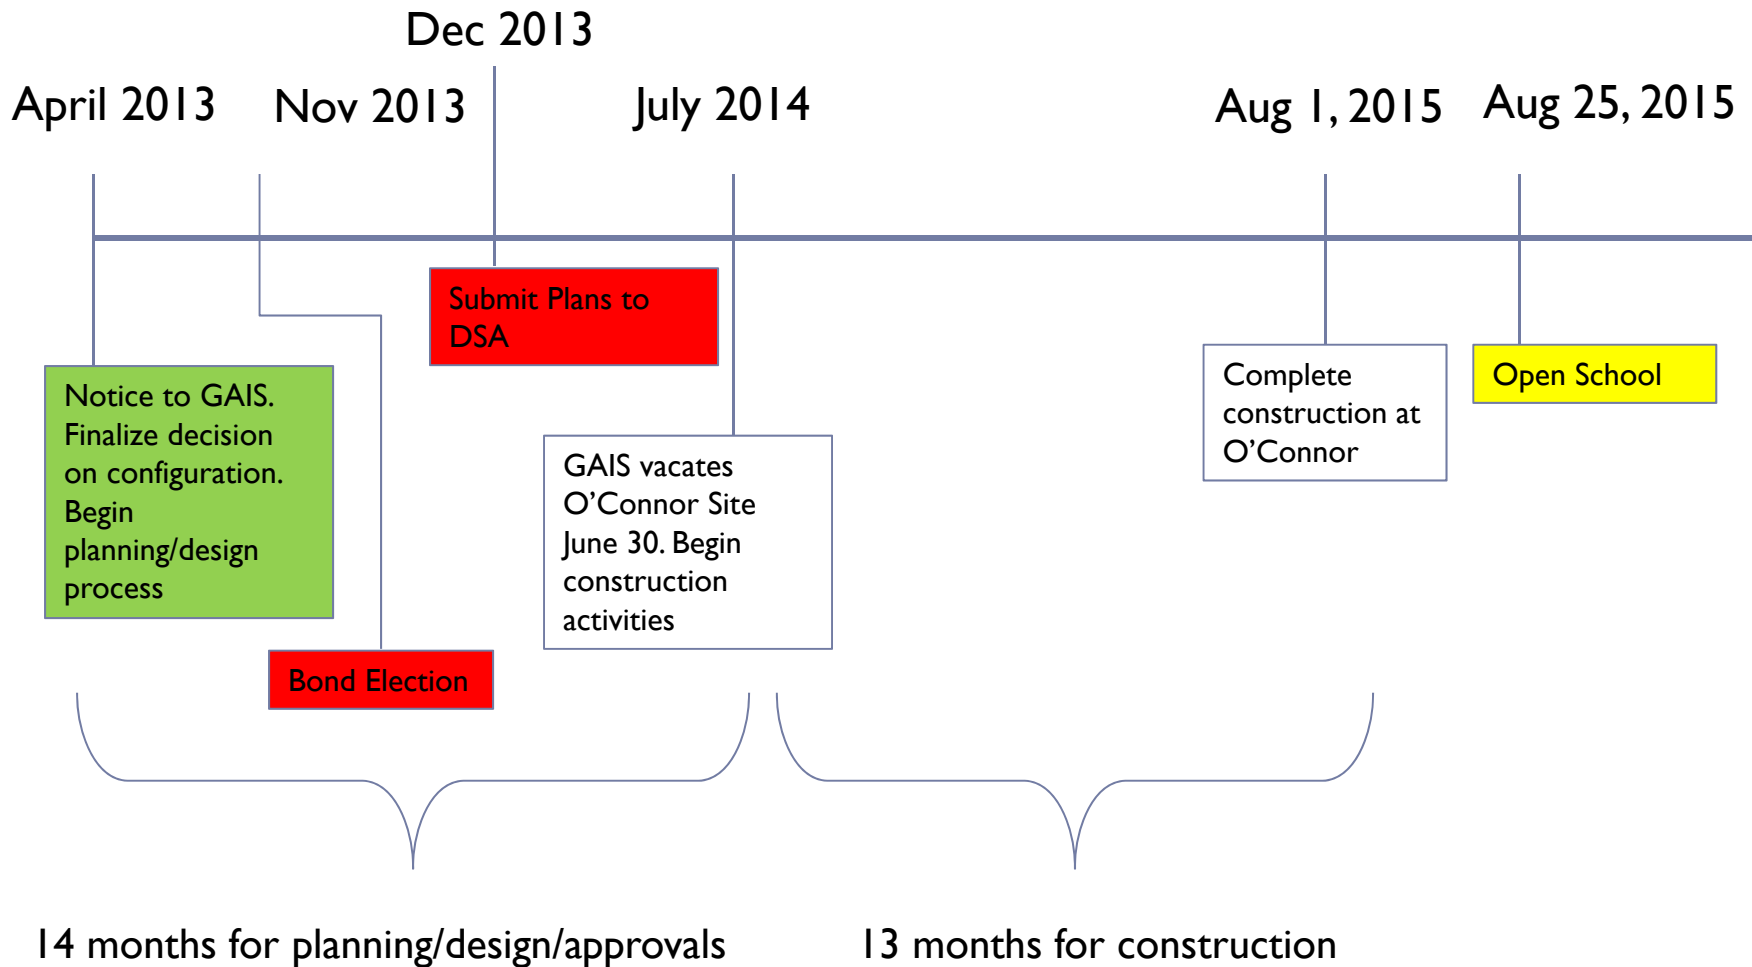 Dec 2013
April 2013
Nov 2013
July 2014
Aug 1, 2015
Aug 25, 2015
Submit Plans to
DSA
Notice to GAIS.
Finalize decision
on configuration.
Begin
planning/design
process
Bond Election
GAIS vacates
O’Connor Site
June 30. Begin
construction
activities
Complete
construction at
O’Connor
Open School
14 months for planning/design/approvals
13 months for construction